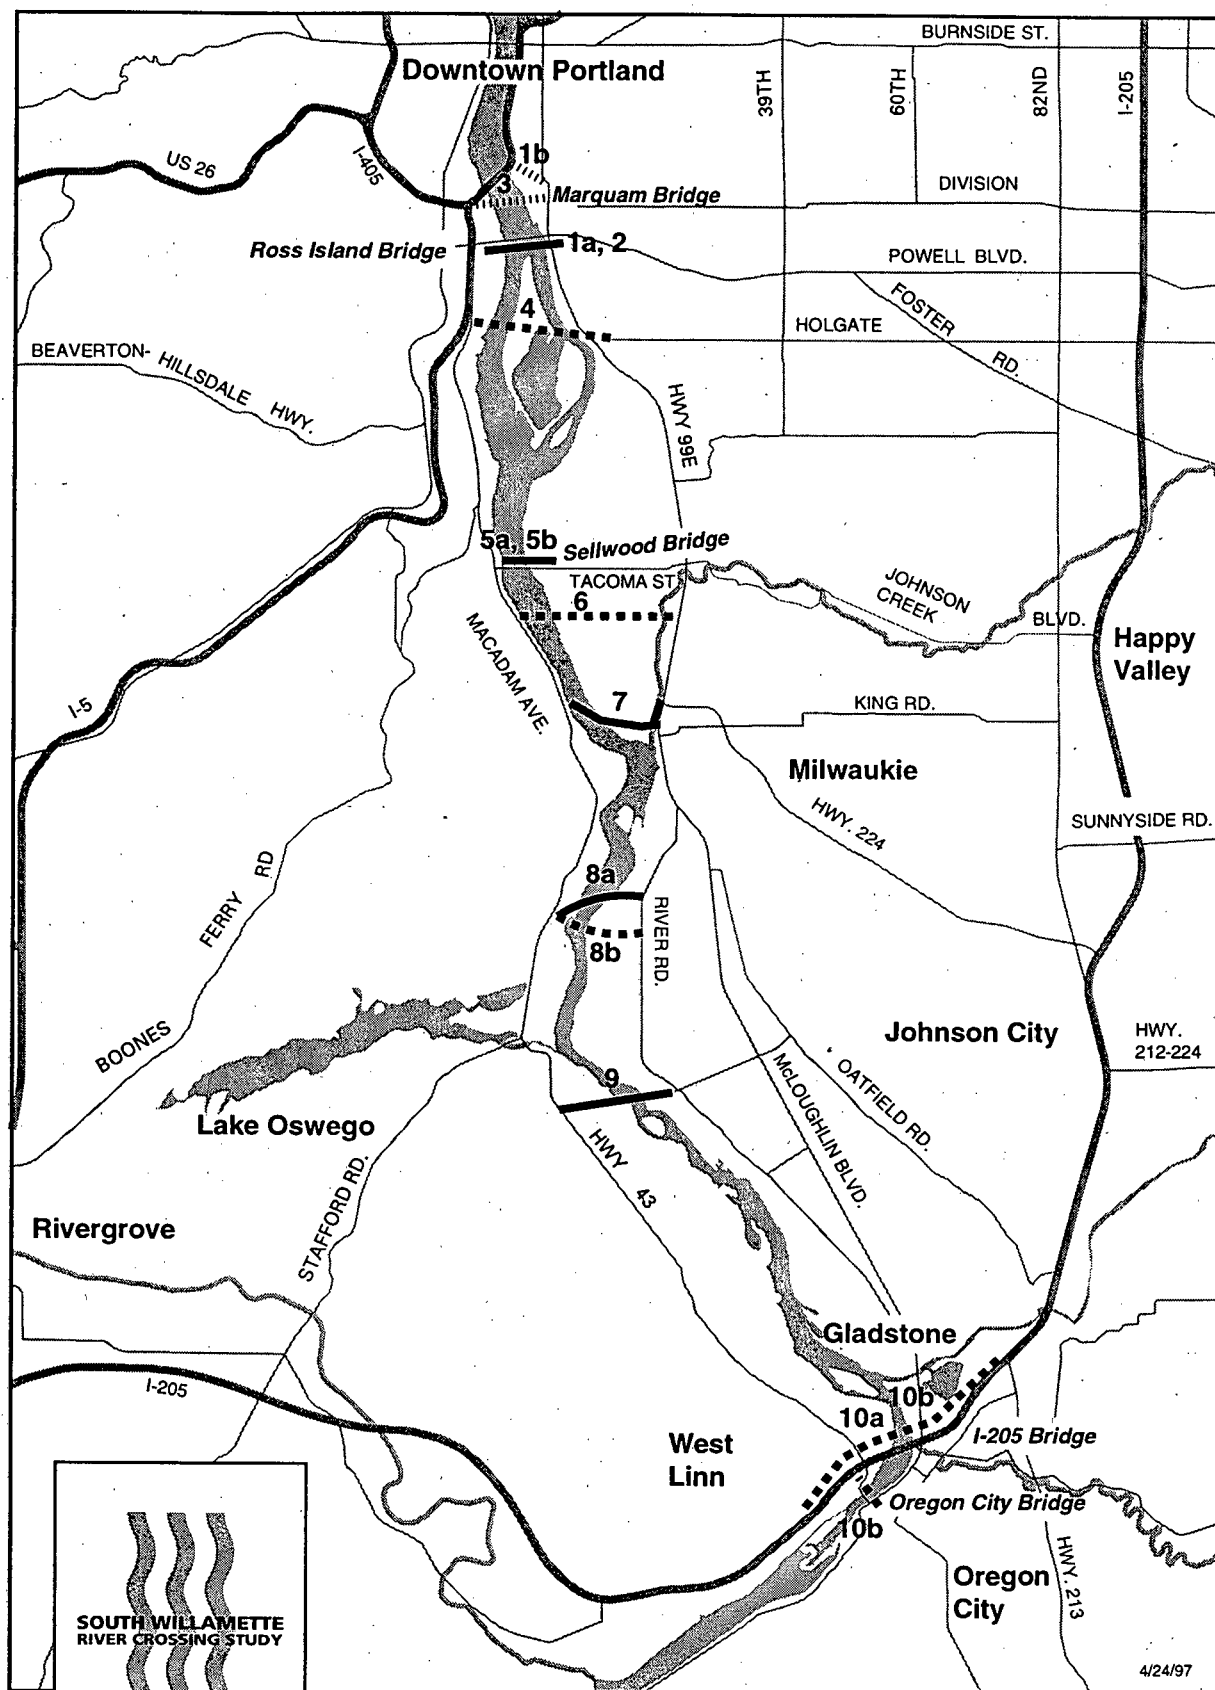 BURNSIDE ST.
Downtown Portland
39TH
60TH
82ND
I-205
US 26
I-405
1b
3
Marquam Bridge
DIVISION
Ross Island Bridge
1a, 2
POWELL BLVD.
4
HOLGATE
FOSTER
RD.
BEAVERTON-
HILLSDALE HWY.
HWY 99E
5a, 5b
Sellwood Bridge
TACOMA ST.
6
JOHNSON
CREEK
BLVD.
Happy
Valley
MACADAM AVE.
I-5
7
KING RD.
Milwaukie
HWY. 224
SUNNYSIDE RD.
8a
8b
FERRY RD
RIVER RD.
BOONES
Johnson City
HWY.
212-224
9
McLOUGHLIN BLVD.
OATFIELD RD.
Lake Oswego
HWY 43
STAFFORD RD.
Rivergrove
Gladstone
I-205
10b
10a
I-205 Bridge
West
Linn
Oregon City Bridge
10b
HWY. 213
Oregon
City
SOUTH WILLAMETTE
RIVER CROSSING STUDY
4/24/97